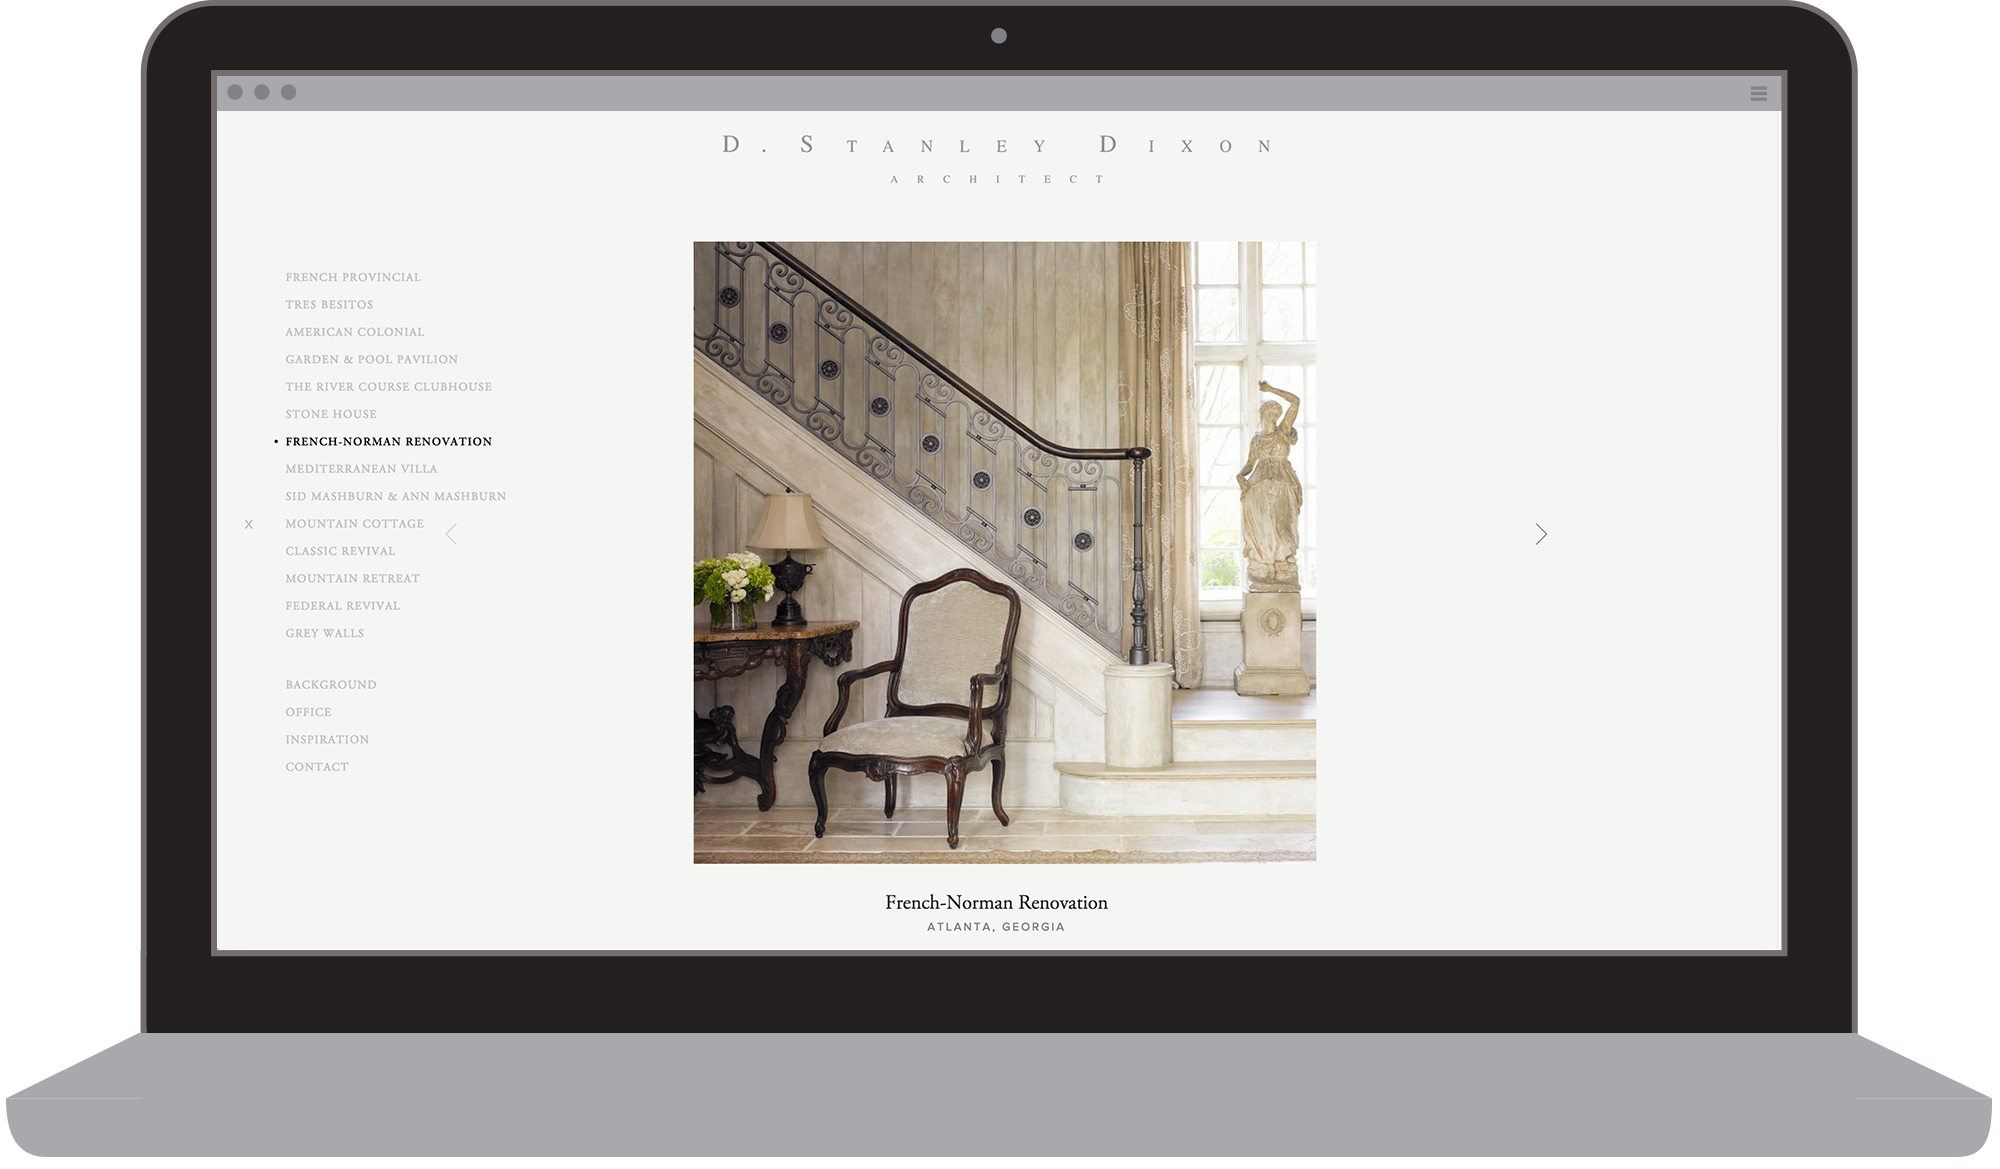 D. STANLEY DIXON
ARCHITECT
FRENCH PROVINCIAL
TRES BESITOS
AMERICAN COLONIAL
GARDEN & POOL PAVILION
THE RIVER COURSE CLUBHOUSE
STONE HOUSE
• FRENCH-NORMAN RENOVATION
MEDITERRANEAN VILLA
SID MASHBURN & ANN MASHBURN
X MOUNTAIN COTTAGE
CLASSIC REVIVAL
MOUNTAIN RETREAT
FEDERAL REVIVAL
GREY WALLS
BACKGROUND
OFFICE
INSPIRATION
CONTACT
French-Norman Renovation
ATLANTA, GEORGIA